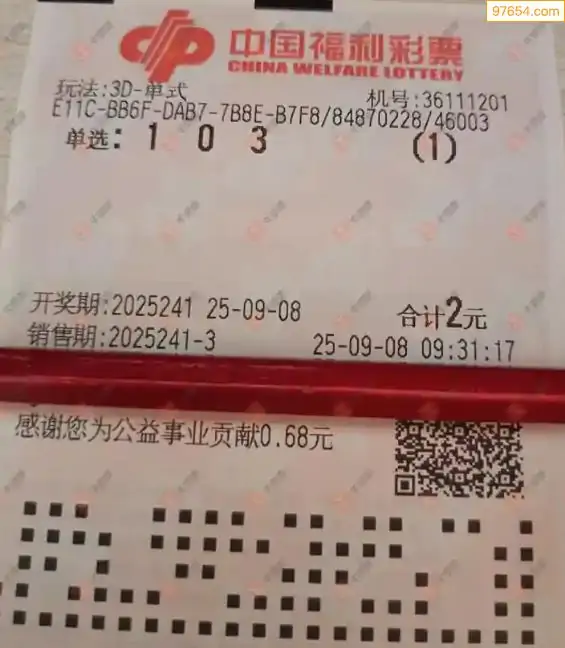 97654.com
中国福利彩票
CHINA WELFARE LOTTERY
玩法:3D-单式 机号:36111201
E11C-BB6F-DAB7-7B8E-B7F8/84870228/46003
单选: 1 0 3 (1)
开奖期:2025241 25-09-08 合计2元
销售期:2025241-3 25-09-08 09:31:17
感谢您为公益事业贡献0.68元